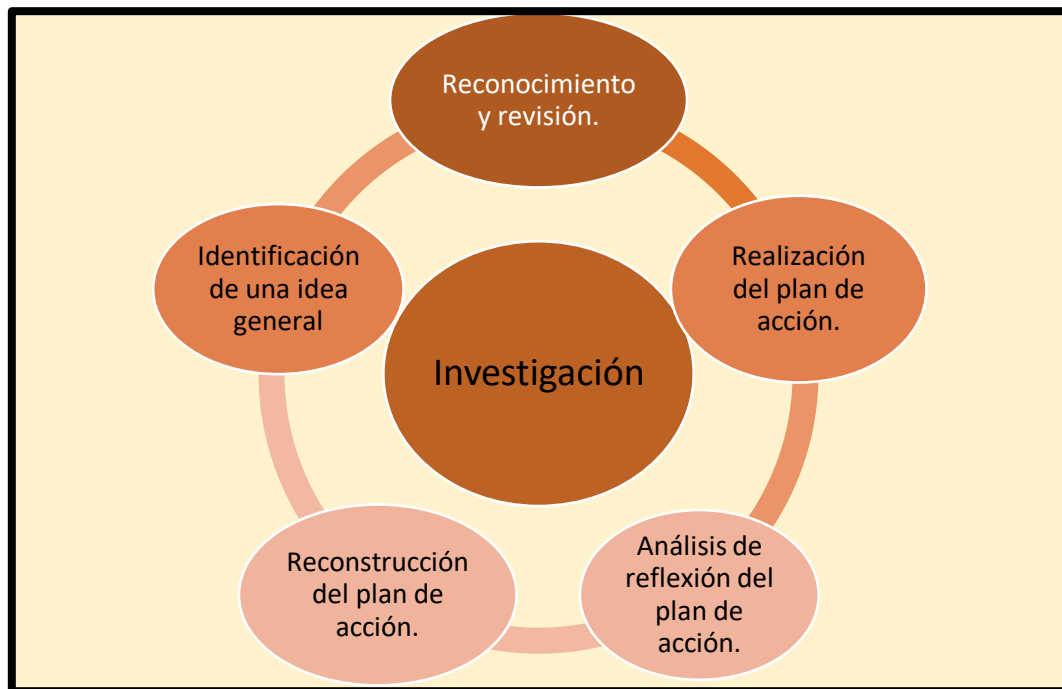 Reconocimiento
y revisión.
Identificación
de una idea
general
Realización
del plan de
acción.
Investigación
Reconstrucción
del plan de
acción.
Análisis de
reflexión del
plan de
acción.